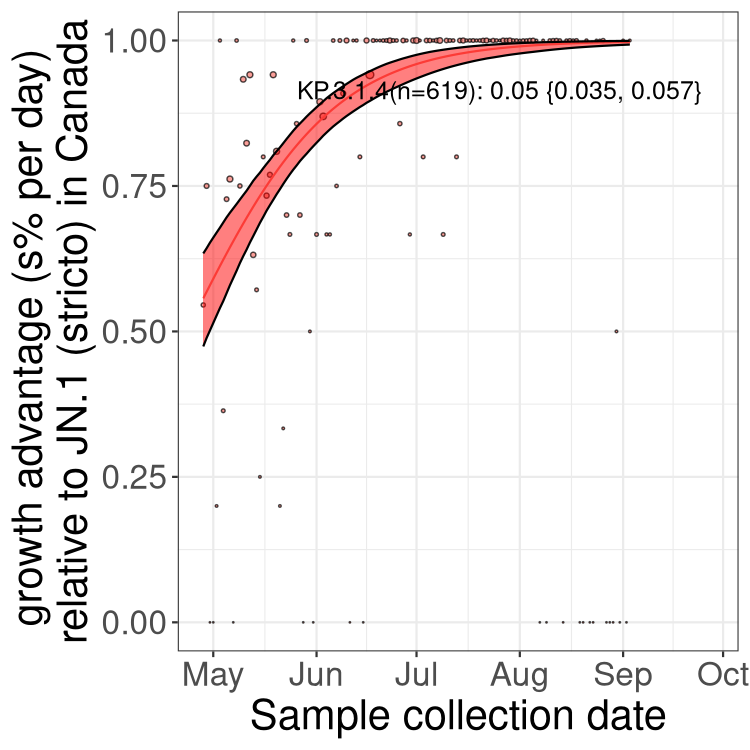 growth advantage (s% per day)
relative to JN.1 (stricto) in Canada
1.00
0.75
0.50
0.25
0.00
KP.3.1.4(n=619): 0.05 {0.035, 0.057}
May Jun Jul Aug Sep Oct
Sample collection date